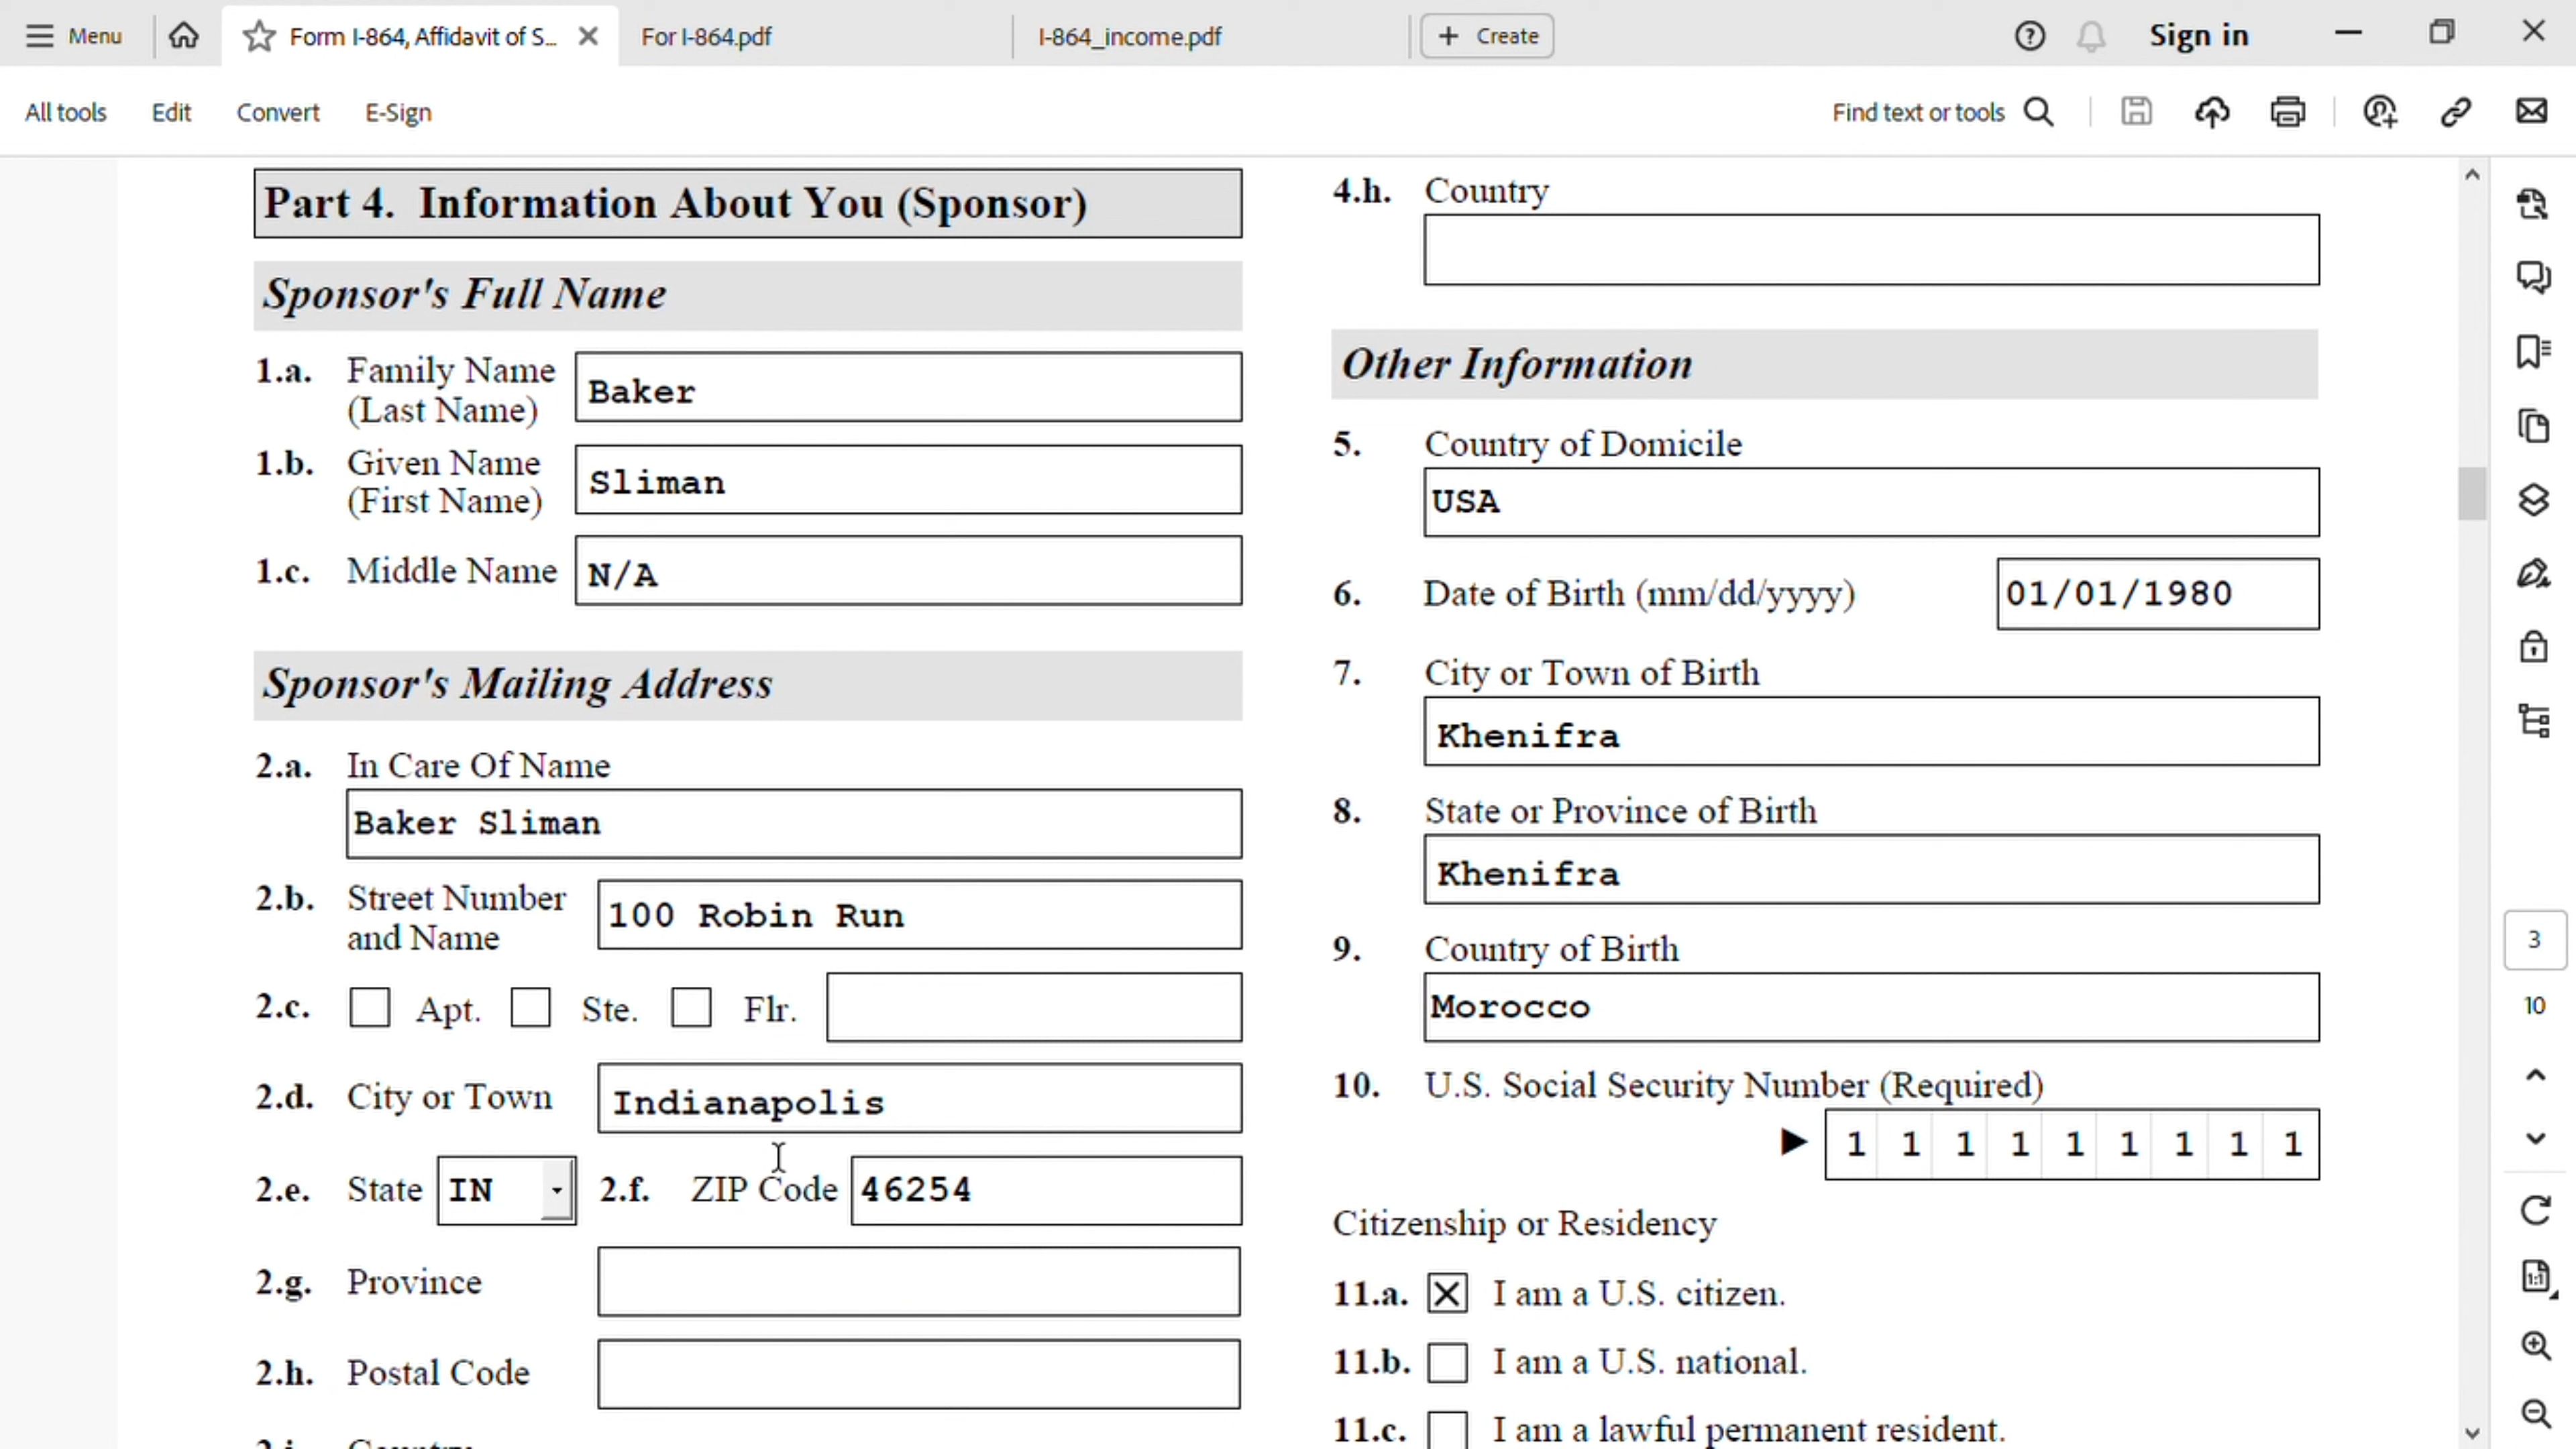 Menu
Form I-864, Affidavit of S...
For I-864.pdf
I-864_income.pdf
+ Create
Sign in
All tools
Edit
Convert
E-Sign
Find text or tools
Part 4. Information About You (Sponsor)
Sponsor's Full Name
1.a. Family Name
(Last Name)
Baker
1.b. Given Name
(First Name)
Sliman
1.c. Middle Name
N/A
Sponsor's Mailing Address
2.a. In Care Of Name
Baker Sliman
2.b. Street Number
and Name
100 Robin Run
2.c. Apt. Ste. Flr.
2.d. City or Town
Indianapolis
2.e. State IN 2.f. ZIP Code 46254
2.g. Province
2.h. Postal Code
4.h. Country
Other Information
5. Country of Domicile
USA
6. Date of Birth (mm/dd/yyyy) 01/01/1980
7. City or Town of Birth
Khenifra
8. State or Province of Birth
Khenifra
9. Country of Birth
Morocco
10. U.S. Social Security Number (Required)
1 1 1 1 1 1 1 1 1
Citizenship or Residency
11.a. X I am a U.S. citizen.
11.b. I am a U.S. national.
11.c. I am a lawful permanent resident.
3
10
1:1